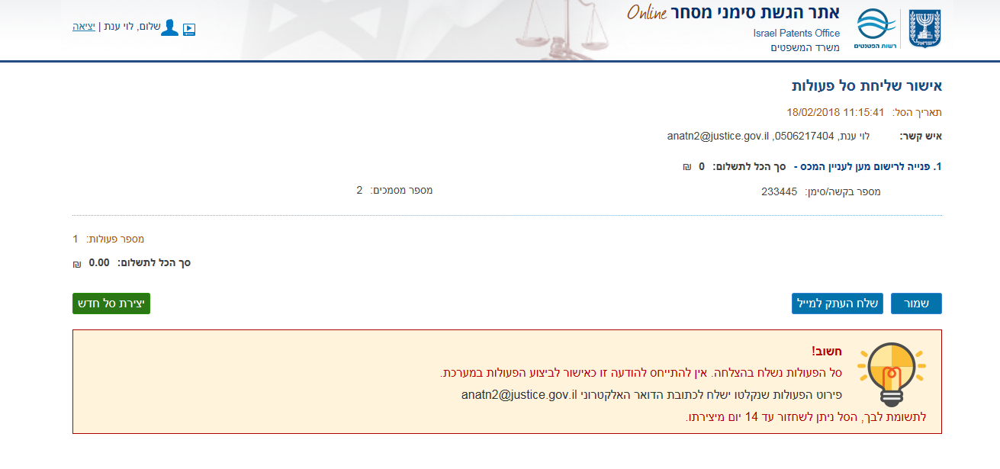 אתר הגשת סימני מסחר Online
Israel Patents Office
משרד המשפטים
רשות הפטנטים
ישראל
שלום, לוי ענת | יציאה
אישור שליחת סל פעולות
תאריך הסל: 18/02/2018 11:15:41
איש קשר: לוי ענת, 0506217404, anatn2@justice.gov.il
1. פנייה לרישום מען לעניין המכס - סך הכל לתשלום: 0 ₪
מספר בקשה/סימן: 233445 מספר מסמכים: 2
מספר פעולות: 1
סך הכל לתשלום: 0.00 ₪
שמור שלח העתק למייל יצירת סל חדש
חשוב!
סל הפעולות נשלח בהצלחה. אין להתייחס להודעה זו כאישור לביצוע הפעולות במערכת.
פירוט הפעולות שנקלטו ישלח לכתובת הדואר האלקטרוני anatn2@justice.gov.il
לתשומת לבך, הסל ניתן לשחזור עד 14 יום מיצירתו.